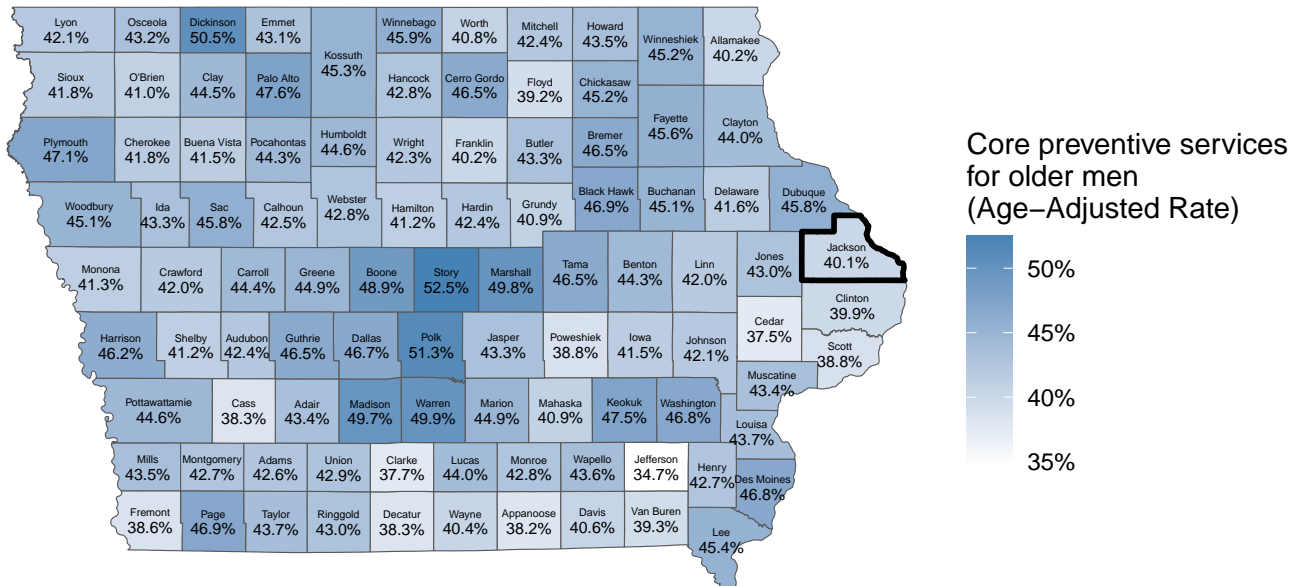 Lyon Osceola Dickinson Emmet Winnebago Worth Mitchell Howard
42.1% 43.2% 50.5% 43.1% 45.9% 40.8% 42.4% 43.5%
Kossuth Winneshiek Allamakee
45.3% 45.2% 40.2%
Sioux O'Brien Clay Palo Alto Hancock Cerro Gordo Floyd Chickasaw
41.8% 41.0% 44.5% 47.6% 42.8% 46.5% 39.2% 45.2%
Fayette Clayton
45.6% 44.0%
Plymouth Cherokee Buena Vista Pocahontas Humboldt Wright Franklin Butler Bremer
47.1% 41.8% 41.5% 44.3% 44.6% 42.3% 40.2% 43.3% 46.5%
Woodbury Ida Sac Calhoun Webster Hamilton Hardin Grundy Black Hawk Buchanan Delaware Dubuque
45.1% 43.3% 45.8% 42.5% 42.8% 41.2% 42.4% 40.9% 46.9% 45.1% 41.6% 45.8%
Monona Crawford Carroll Greene Boone Story Marshall Tama Benton Linn Jones Jackson
41.3% 42.0% 44.4% 44.9% 48.9% 52.5% 49.8% 46.5% 44.3% 42.0% 43.0% 40.1%
Clinton
39.9%
Harrison Shelby Audubon Guthrie Dallas Polk Jasper Poweshiek Iowa Johnson Cedar Scott
46.2% 41.2% 42.4% 46.5% 46.7% 51.3% 43.3% 38.8% 41.5% 42.1% 37.5% 38.8%
Muscatine
43.4%
Pottawattamie Cass Adair Madison Warren Marion Mahaska Keokuk Washington
44.6% 38.3% 43.4% 49.7% 49.9% 44.9% 40.9% 47.5% 46.8%
Louisa
43.7%
Mills Montgomery Adams Union Clarke Lucas Monroe Wapello Jefferson Henry Des Moines
43.5% 42.7% 42.6% 42.9% 37.7% 44.0% 42.8% 43.6% 34.7% 42.7% 46.8%
Fremont Page Taylor Ringgold Decatur Wayne Appanoose Davis Van Buren
38.6% 46.9% 43.7% 43.0% 38.3% 40.4% 38.2% 40.6% 39.3%
Lee
45.4%
Core preventive services
for older men
(Age−Adjusted Rate)
50%
45%
40%
35%